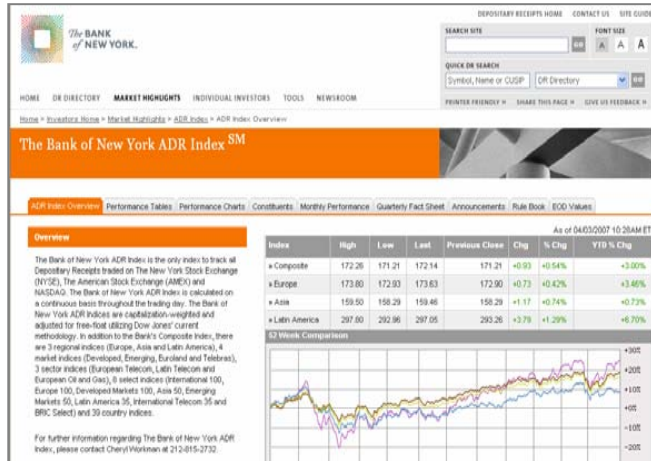 DEPOSITARY RECEIPTS HOME CONTACT US SITE GUIDE
The BANK
of NEW YORK.
SEARCH SITE
GO
FONT SIZE
A A A
QUICK DR SEARCH
Symbol, Name or CUSIP
DR Directory
GO
HOME DR DIRECTORY MARKET HIGHLIGHTS INDIVIDUAL INVESTORS TOOLS NEWSROOM
PRINTER FRIENDLY » SHARE THIS PAGE » GIVE US FEEDBACK »
Home > Investors Home > Market Highlights > ADR Index > ADR Index Overview
The Bank of New York ADR Index SM
ADR Index Overview Performance Tables Performance Charts Constituents Monthly Performance Quarterly Fact Sheet Announcements Rule Book EOD Values
As of 04/03/2007 10:28AM ET
Overview
The Bank of New York ADR Index is the only index to track all
Depositary Receipts traded on The New York Stock Exchange
(NYSE), The American Stock Exchange (AMEX) and
NASDAQ. The Bank of New York ADR Index is calculated on
a continuous basis throughout the trading day. The Bank of
New York ADR Indices are capitalization-weighted and
adjusted for free-float utilizing Dow Jones' current
methodology. In addition to the Bank's Composite Index, there
are 3 regional indices (Europe, Asia and Latin America), 4
market indices (Developed, Emerging, Euroland and Telebras),
3 sector indices (European Telecom, Latin Telecom and
European Oil and Gas), 8 select indices (International 100,
Europe 100, Developed Markets 100, Asia 50, Emerging
Markets 50, Latin America 35, International Telecom 35 and
BRIC Select) and 39 country indices.
For further information regarding The Bank of New York ADR
Index, please contact Cheryl Workman at 212-815-2732.
Index High Low Last Previous Close Chg % Chg YTD % Chg
» Composite 172.26 171.21 172.14 171.21 +0.93 +0.54% +3.00%
» Europe 173.80 172.93 173.63 172.90 +0.73 +0.42% +3.46%
» Asia 159.50 158.29 159.46 158.29 +1.17 +0.74% +0.73%
» Latin America 297.80 292.96 297.05 293.26 +3.79 +1.29% +6.70%
52 Week Comparison
+30%
+20%
+10%
+0%
-10%
-20%